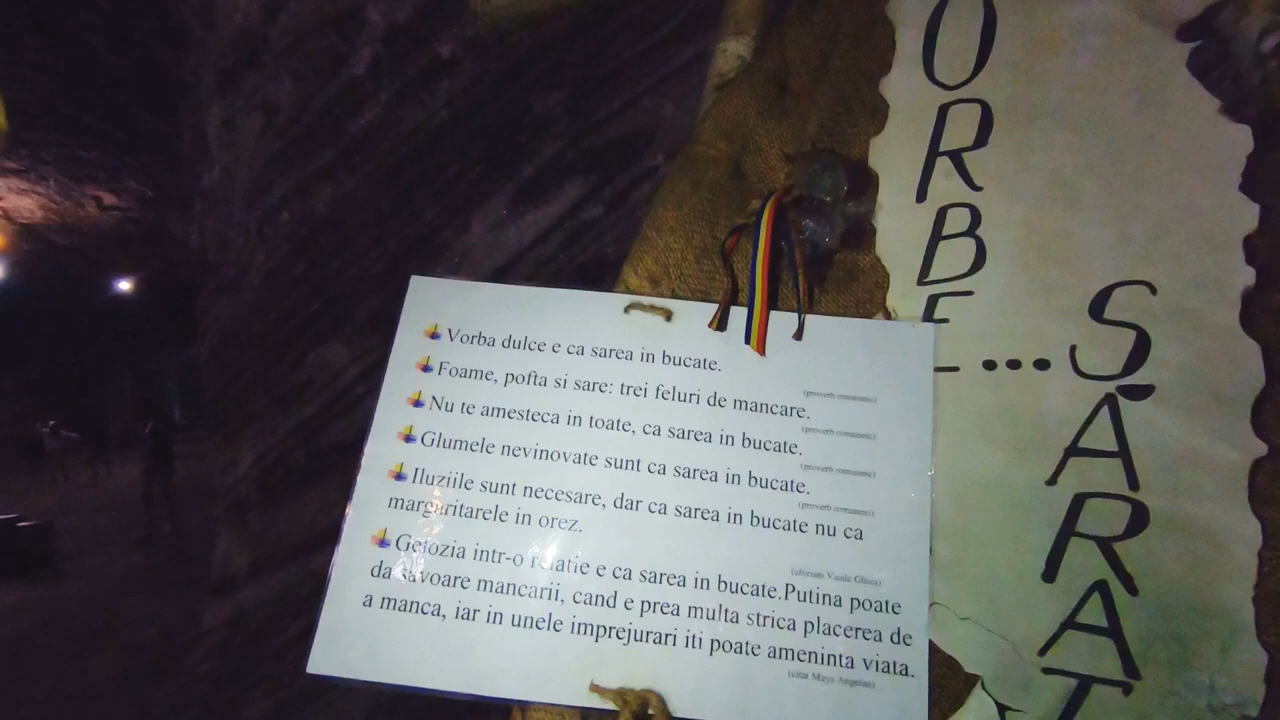 Vorba dulce e ca sarea in bucate.
(proverb romanesc)
Foame, pofta si sare: trei feluri de mancare.
(proverb romanesc)
Nu te amesteca in toate, ca sarea in bucate.
(proverb romanesc)
Glumele nevinovate sunt ca sarea in bucate.
(proverb romanesc)
Iluziile sunt necesare, dar ca sarea in bucate nu ca
margaritarele in orez.
(aforism Vasile Ghica)
Gelozia intr-o relatie e ca sarea in bucate.Putina poate
da savoare mancarii, cand e prea multa strica placerea de
a manca, iar in unele imprejurari iti poate ameninta viata.
(citat Maya Angelau)
ORBE...
ȘARAT